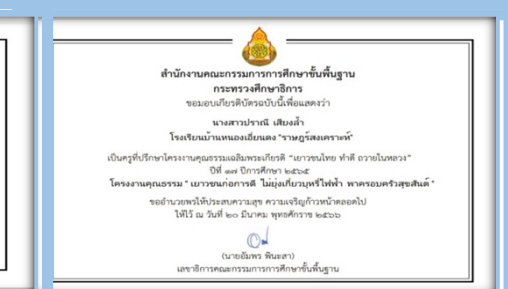 สำนักงานคณะกรรมการการศึกษาขั้นพื้นฐาน
กระทรวงศึกษาธิการ
ขอมอบเกียรติบัตรฉบับนี้เพื่อแสดงว่า
นางสาวปราณี เสียงล้ำ
โรงเรียนบ้านหนองเอี่ยนดง "ราษฎร์สงเคราะห์"
เป็นครูที่ปรึกษาโครงงานคุณธรรมเฉลิมพระเกียรติ "เยาวชนไทย ทำดี ถวายในหลวง"
ปีที่ ๑๗ ปีการศึกษา ๒๕๖๕
โครงงานคุณธรรม " เยาวชนก่อการดี ไม่ยุ่งเกี่ยวบุหรี่ไฟฟ้า พาครอบครัวสุขสันต์ "
ขออำนวยพรให้ประสบความสุข ความเจริญก้าวหน้าตลอดไป
ให้ไว้ ณ วันที่ ๒๐ มีนาคม พุทธศักราช ๒๕๖๖
(นายอัมพร พินะสา)
เลขาธิการคณะกรรมการการศึกษาขั้นพื้นฐาน